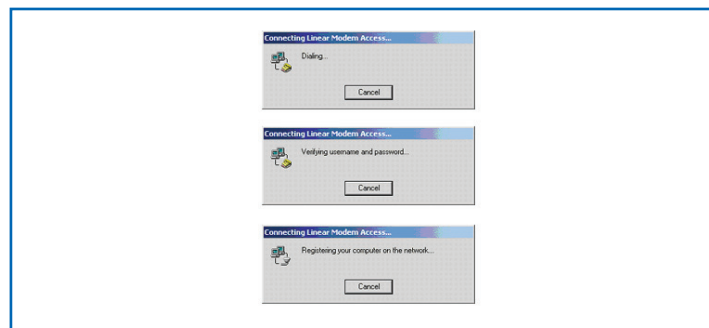 Connecting Linear Modem Access...
Dialing...
Cancel
Connecting Linear Modem Access...
Verifying username and password...
Cancel
Connecting Linear Modem Access...
Registering your computer on the network...
Cancel